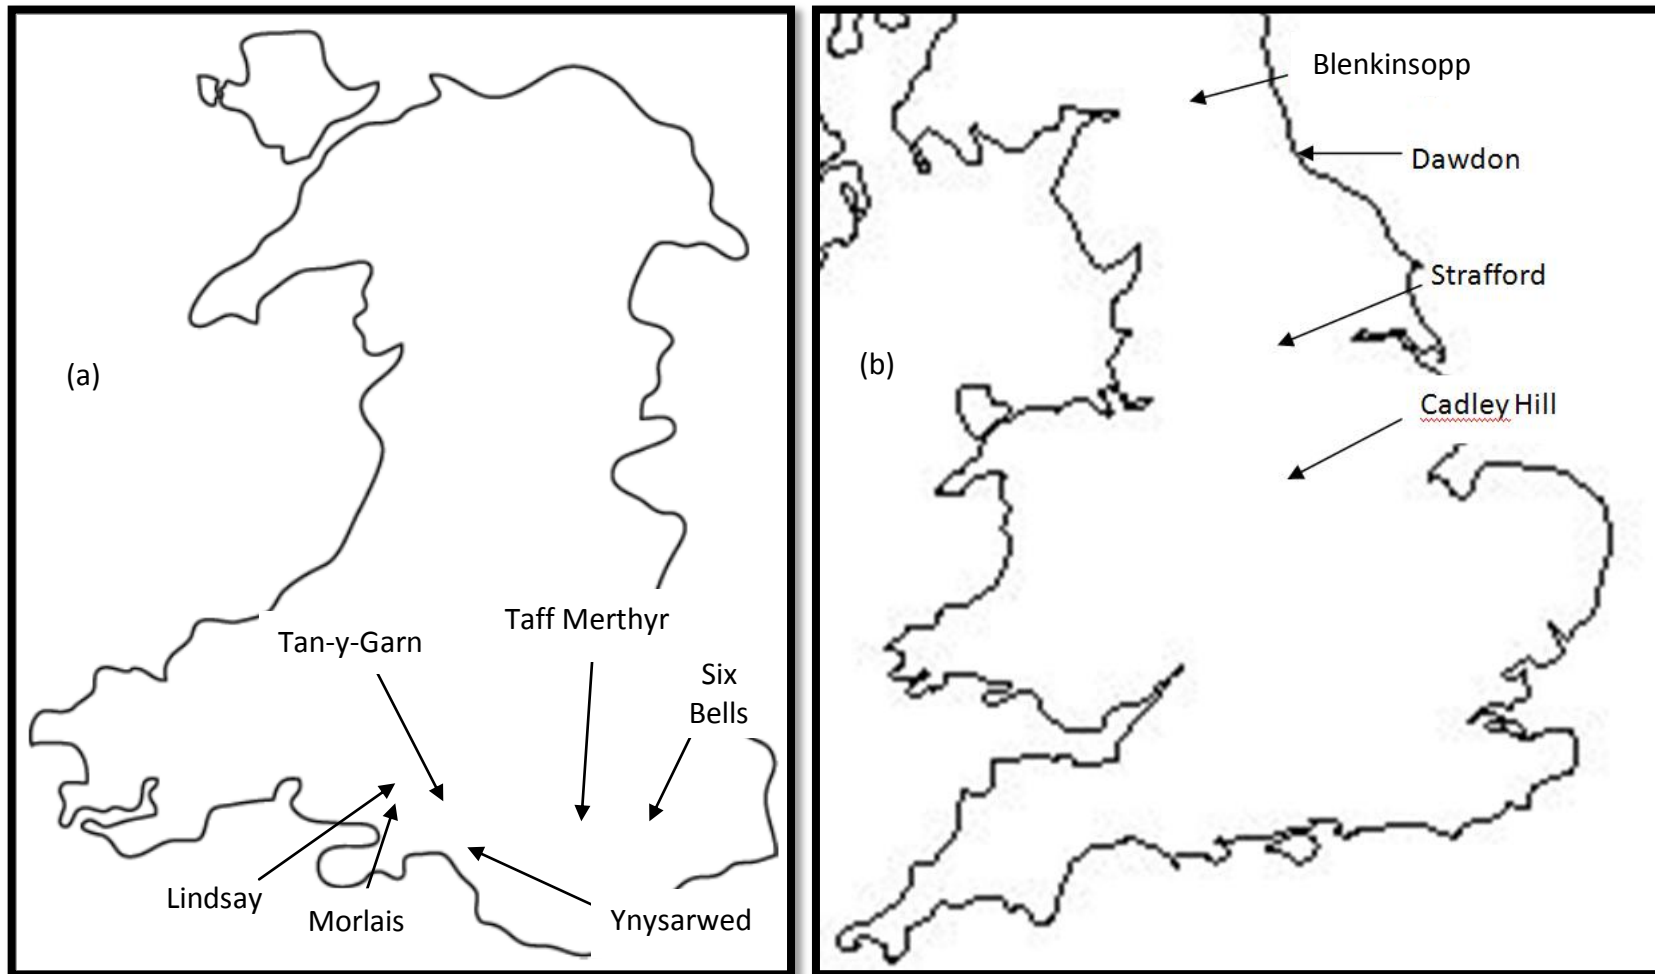 (a)
Tan-y-Garn
Taff Merthyr
Six
Bells
Lindsay
Morlais
Ynysarwed
(b)
Blenkinsopp
Dawdon
Strafford
Cadley Hill